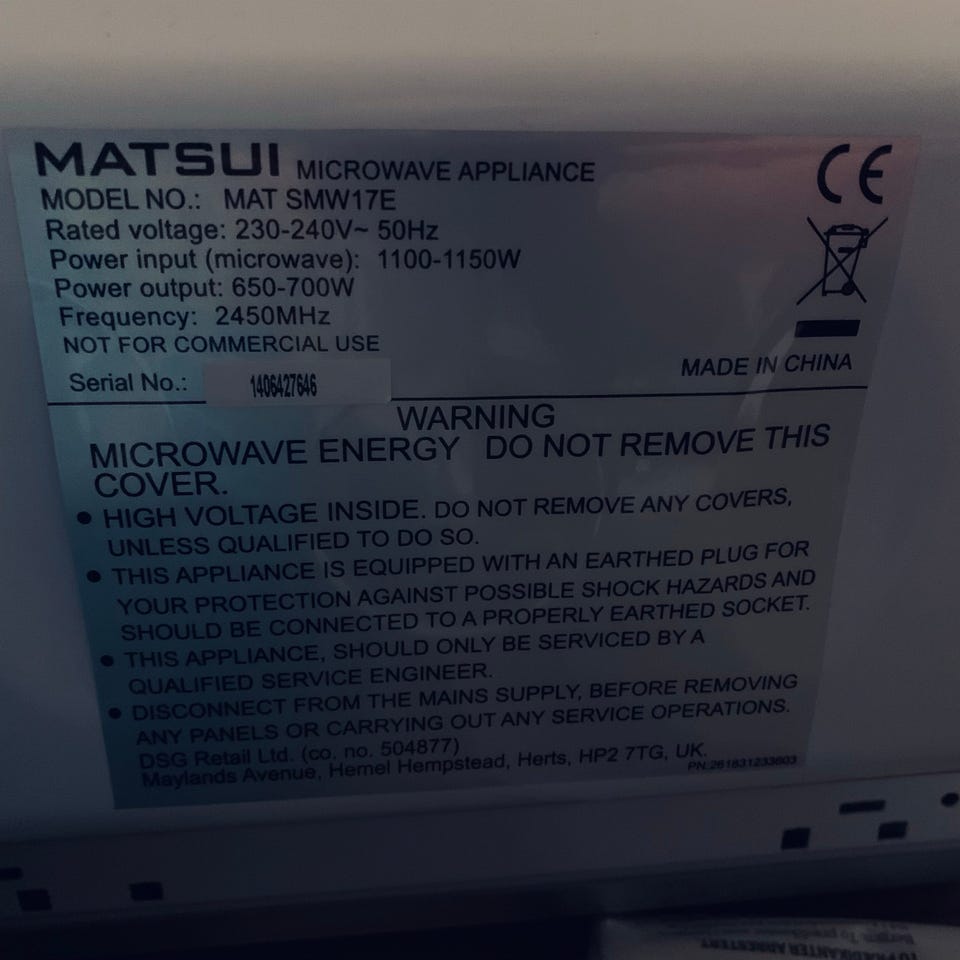 MATSUI MICROWAVE APPLIANCE
MODEL NO.: MAT SMW17E
Rated voltage: 230-240V~ 50Hz
Power input (microwave): 1100-1150W
Power output: 650-700W
Frequency: 2450MHz
NOT FOR COMMERCIAL USE
Serial No.: 1406427646
CE
MADE IN CHINA
WARNING
MICROWAVE ENERGY DO NOT REMOVE THIS
COVER.
● HIGH VOLTAGE INSIDE. DO NOT REMOVE ANY COVERS,
UNLESS QUALIFIED TO DO SO.
● THIS APPLIANCE IS EQUIPPED WITH AN EARTHED PLUG FOR
YOUR PROTECTION AGAINST POSSIBLE SHOCK HAZARDS AND
SHOULD BE CONNECTED TO A PROPERLY EARTHED SOCKET.
● THIS APPLIANCE, SHOULD ONLY BE SERVICED BY A
QUALIFIED SERVICE ENGINEER.
● DISCONNECT FROM THE MAINS SUPPLY, BEFORE REMOVING
ANY PANELS OR CARRYING OUT ANY SERVICE OPERATIONS.
DSG Retail Ltd. (co. no. 504877)
Maylands Avenue, Hemel Hempstead, Herts, HP2 7TG, UK.
PN:261831233603